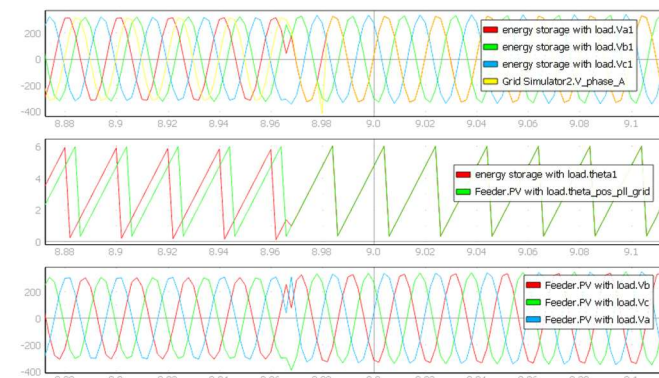 200
0
-200
-400
energy storage with load.Va1
energy storage with load.Vb1
energy storage with load.Vc1
Grid Simulator2.V_phase_A
8.88 8.9 8.92 8.94 8.96 8.98 9.0 9.02 9.04 9.06 9.08 9.1
6
4
2
0
energy storage with load.theta1
Feeder.PV with load.theta_pos_pll_grid
8.88 8.9 8.92 8.94 8.96 8.98 9.0 9.02 9.04 9.06 9.08 9.1
200
0
-200
-400
Feeder.PV with load.Vb
Feeder.PV with load.Vc
Feeder.PV with load.Va